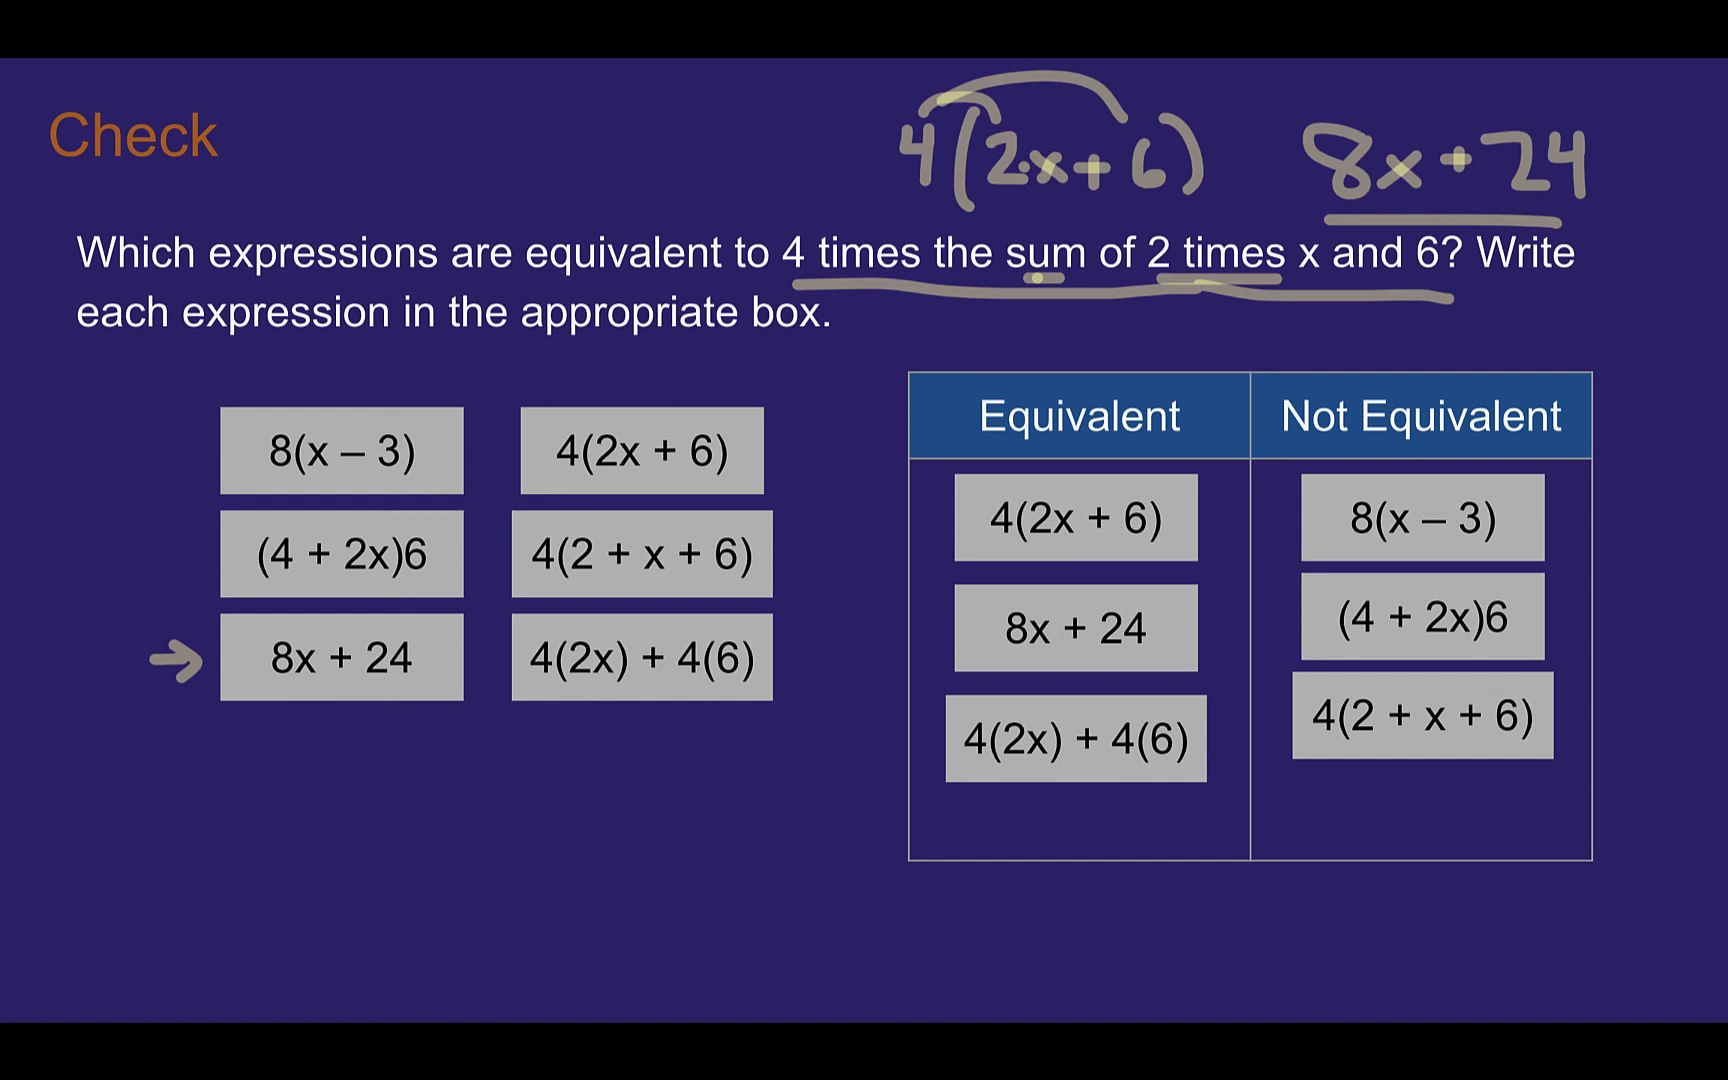 Check
4(2·x+6) 8x+24
Which expressions are equivalent to 4 times the sum of 2 times x and 6? Write
each expression in the appropriate box.
8(x – 3) 4(2x + 6)
(4 + 2x)6 4(2 + x + 6)
8x + 24 4(2x) + 4(6)
Equivalent Not Equivalent
4(2x + 6) 8(x – 3)
8x + 24 (4 + 2x)6
4(2x) + 4(6) 4(2 + x + 6)